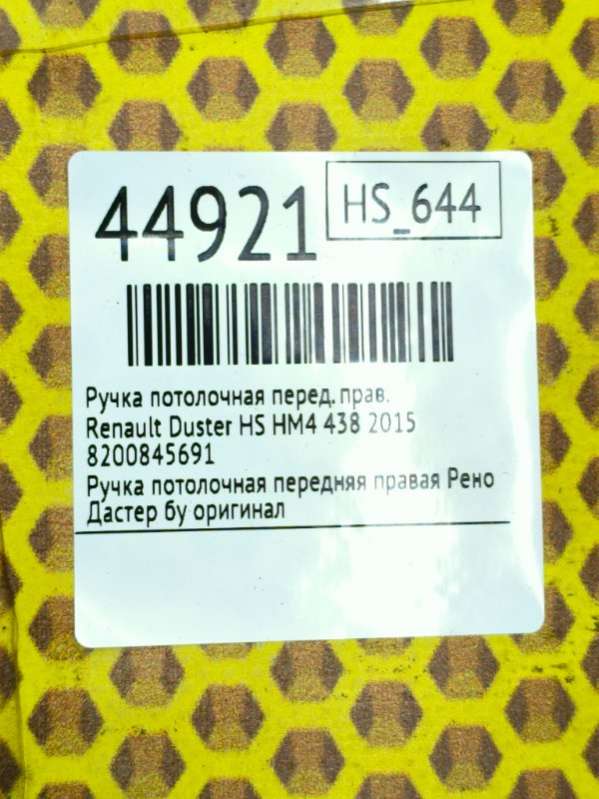 44921
HS_644
Ручка потолочная перед. прав.
Renault Duster HS HM4 438 2015
8200845691
Ручка потолочная передняя правая Рено
Дастер бу оригинал